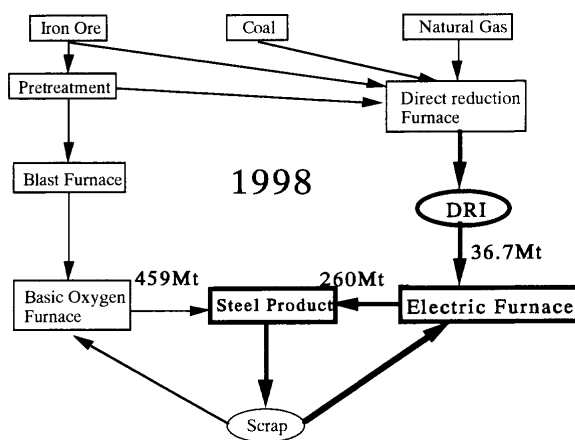 Iron Ore
Coal
Natural Gas
Pretreatment
Direct reduction
Furnace
Blast Furnace
1998
DRI
36.7Mt
459Mt
260Mt
Basic Oxygen
Furnace
Steel Product
Electric Furnace
Scrap